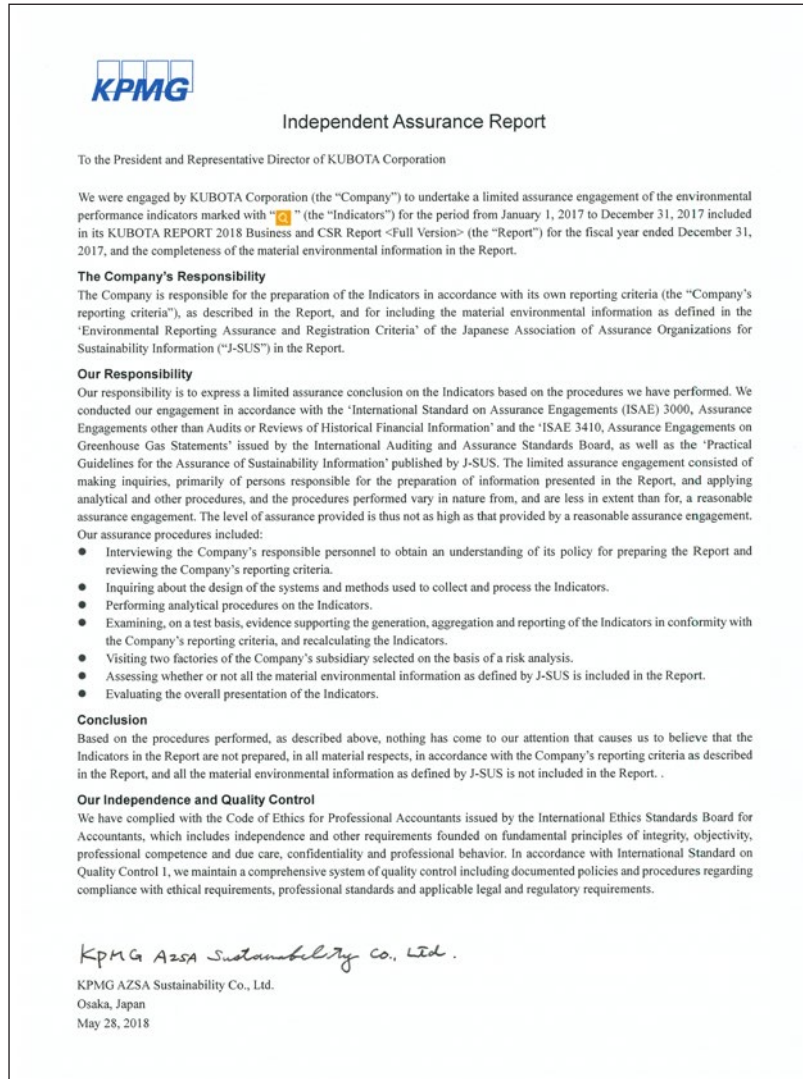 KPMG
Independent Assurance Report
To the President and Representative Director of KUBOTA Corporation
We were engaged by KUBOTA Corporation (the “Company”) to undertake a limited assurance engagement of the environmental
performance indicators marked with “ ” (the “Indicators”) for the period from January 1, 2017 to December 31, 2017 included
in its KUBOTA REPORT 2018 Business and CSR Report <Full Version> (the “Report”) for the fiscal year ended December 31,
2017, and the completeness of the material environmental information in the Report.
The Company’s Responsibility
The Company is responsible for the preparation of the Indicators in accordance with its own reporting criteria (the “Company’s
reporting criteria”), as described in the Report, and for including the material environmental information as defined in the
‘Environmental Reporting Assurance and Registration Criteria’ of the Japanese Association of Assurance Organizations for
Sustainability Information (“J-SUS”) in the Report.
Our Responsibility
Our responsibility is to express a limited assurance conclusion on the Indicators based on the procedures we have performed. We
conducted our engagement in accordance with the ‘International Standard on Assurance Engagements (ISAE) 3000, Assurance
Engagements other than Audits or Reviews of Historical Financial Information’ and the ‘ISAE 3410, Assurance Engagements on
Greenhouse Gas Statements’ issued by the International Auditing and Assurance Standards Board, as well as the ‘Practical
Guidelines for the Assurance of Sustainability Information’ published by J-SUS. The limited assurance engagement consisted of
making inquiries, primarily of persons responsible for the preparation of information presented in the Report, and applying
analytical and other procedures, and the procedures performed vary in nature from, and are less in extent than for, a reasonable
assurance engagement. The level of assurance provided is thus not as high as that provided by a reasonable assurance engagement.
Our assurance procedures included:
● Interviewing the Company’s responsible personnel to obtain an understanding of its policy for preparing the Report and
reviewing the Company’s reporting criteria.
● Inquiring about the design of the systems and methods used to collect and process the Indicators.
● Performing analytical procedures on the Indicators.
● Examining, on a test basis, evidence supporting the generation, aggregation and reporting of the Indicators in conformity with
the Company’s reporting criteria, and recalculating the Indicators.
● Visiting two factories of the Company’s subsidiary selected on the basis of a risk analysis.
● Assessing whether or not all the material environmental information as defined by J-SUS is included in the Report.
● Evaluating the overall presentation of the Indicators.
Conclusion
Based on the procedures performed, as described above, nothing has come to our attention that causes us to believe that the
Indicators in the Report are not prepared, in all material respects, in accordance with the Company’s reporting criteria as described
in the Report, and all the material environmental information as defined by J-SUS is not included in the Report. .
Our Independence and Quality Control
We have complied with the Code of Ethics for Professional Accountants issued by the International Ethics Standards Board for
Accountants, which includes independence and other requirements founded on fundamental principles of integrity, objectivity,
professional competence and due care, confidentiality and professional behavior. In accordance with International Standard on
Quality Control 1, we maintain a comprehensive system of quality control including documented policies and procedures regarding
compliance with ethical requirements, professional standards and applicable legal and regulatory requirements.
KPMG AZSA Sustainability Co., Ltd.
KPMG AZSA Sustainability Co., Ltd.
Osaka, Japan
May 28, 2018